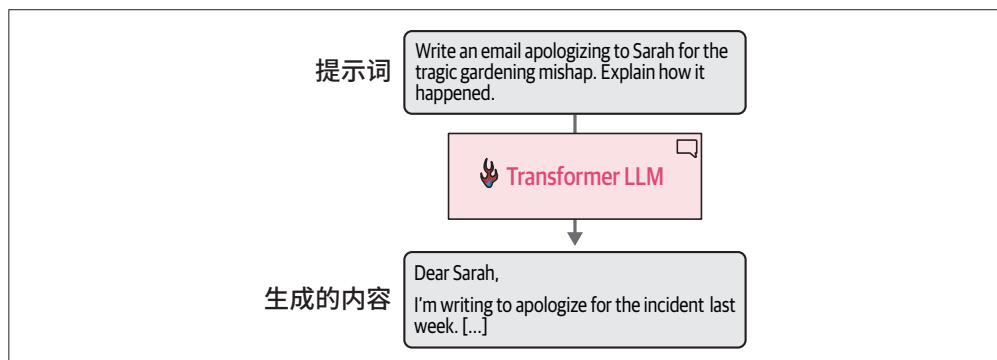 提示词
Write an email apologizing to Sarah for the
tragic gardening mishap. Explain how it
happened.
Transformer LLM
生成的内容
Dear Sarah,
I'm writing to apologize for the incident last
week. [...]